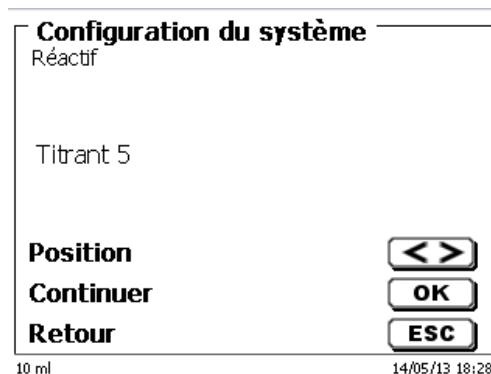 Configuration du système
Réactif
Titrant 5
Position < >
Continuer OK
Retour ESC
10 ml 14/05/13 18:28